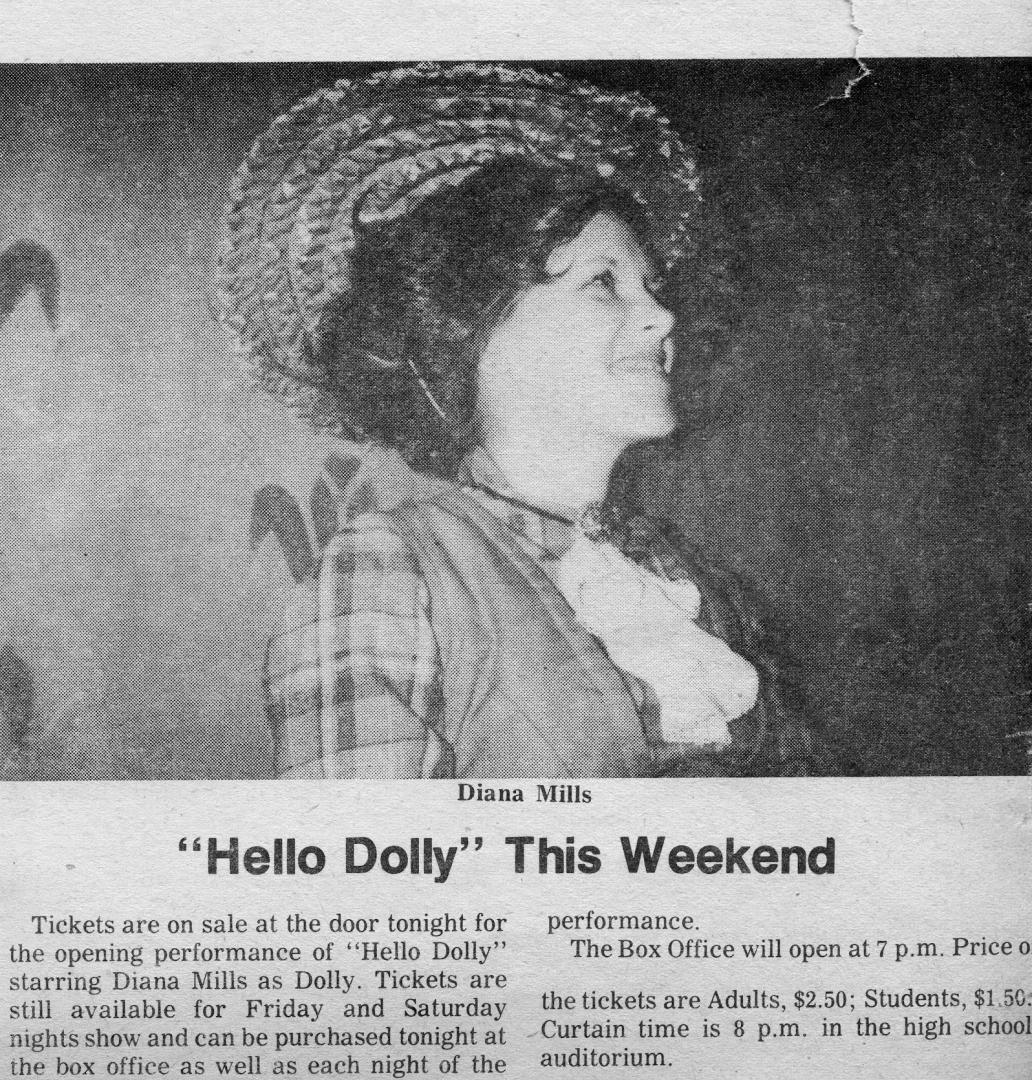 Diana Mills
“Hello Dolly” This Weekend
Tickets are on sale at the door tonight for
the opening performance of “Hello Dolly”
starring Diana Mills as Dolly. Tickets are
still available for Friday and Saturday
nights show and can be purchased tonight at
the box office as well as each night of the
performance.
The Box Office will open at 7 p.m. Price o
the tickets are Adults, $2.50; Students, $1.50.
Curtain time is 8 p.m. in the high school
auditorium.